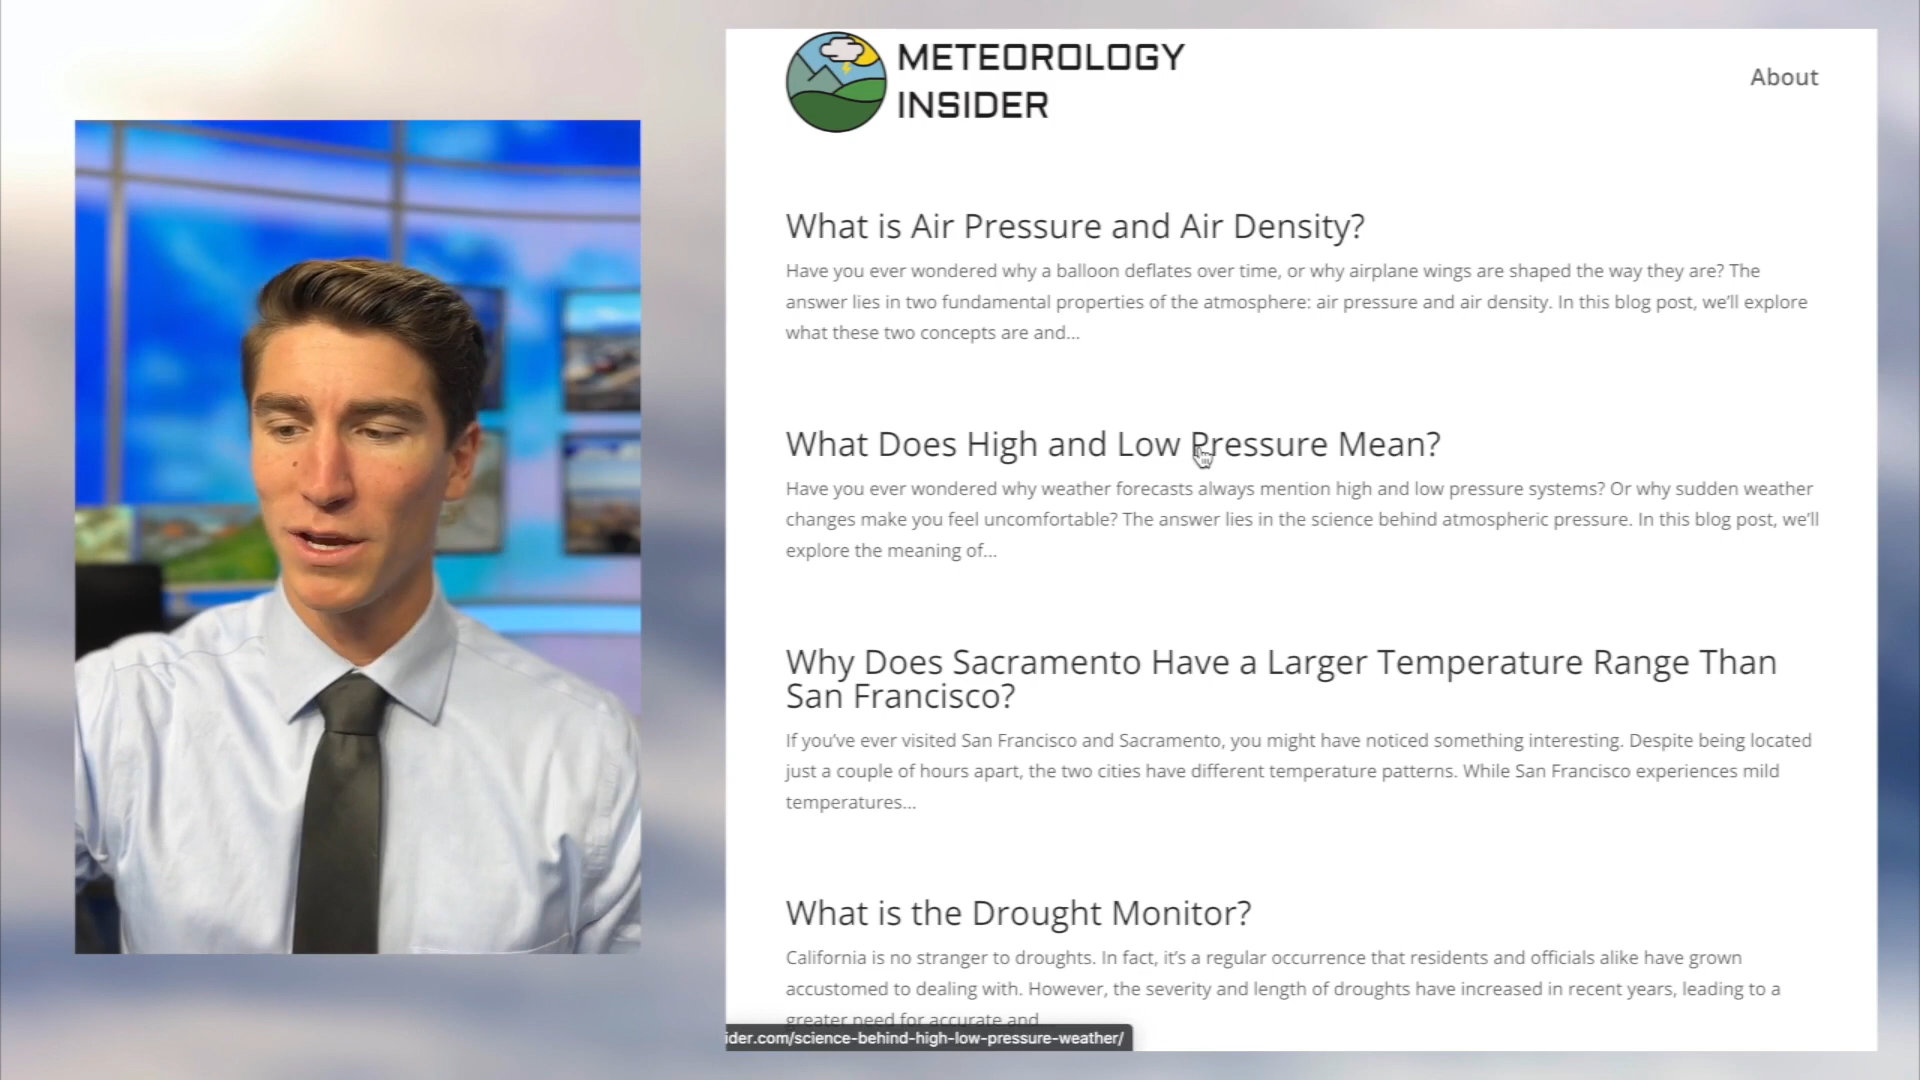 METEOROLOGY
INSIDER
About
What is Air Pressure and Air Density?
Have you ever wondered why a balloon deflates over time, or why airplane wings are shaped the way they are? The
answer lies in two fundamental properties of the atmosphere: air pressure and air density. In this blog post, we'll explore
what these two concepts are and...
What Does High and Low Pressure Mean?
Have you ever wondered why weather forecasts always mention high and low pressure systems? Or why sudden weather
changes make you feel uncomfortable? The answer lies in the science behind atmospheric pressure. In this blog post, we'll
explore the meaning of...
Why Does Sacramento Have a Larger Temperature Range Than
San Francisco?
If you've ever visited San Francisco and Sacramento, you might have noticed something interesting. Despite being located
just a couple of hours apart, the two cities have different temperature patterns. While San Francisco experiences mild
temperatures...
What is the Drought Monitor?
California is no stranger to droughts. In fact, it's a regular occurrence that residents and officials alike have grown
accustomed to dealing with. However, the severity and length of droughts have increased in recent years, leading to a
greater need for accurate and...
ider.com/science-behind-high-low-pressure-weather/